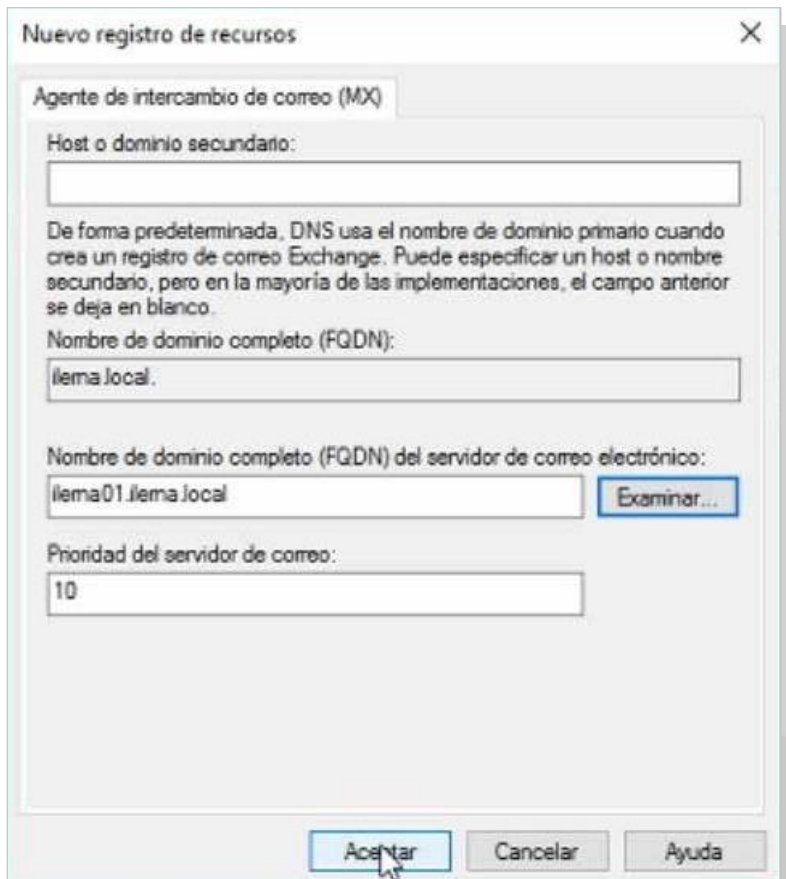 Nuevo registro de recursos
Agente de intercambio de correo (MX)
Host o dominio secundario:
De forma predeterminada, DNS usa el nombre de dominio primario cuando
crea un registro de correo Exchange. Puede especificar un host o nombre
secundario, pero en la mayoría de las implementaciones, el campo anterior
se deja en blanco.
Nombre de dominio completo (FQDN):
ilerna.local.
Nombre de dominio completo (FQDN) del servidor de correo electrónico:
ilerna01.ilerna.local
Examinar...
Prioridad del servidor de correo:
10
Aceptar
Cancelar
Ayuda